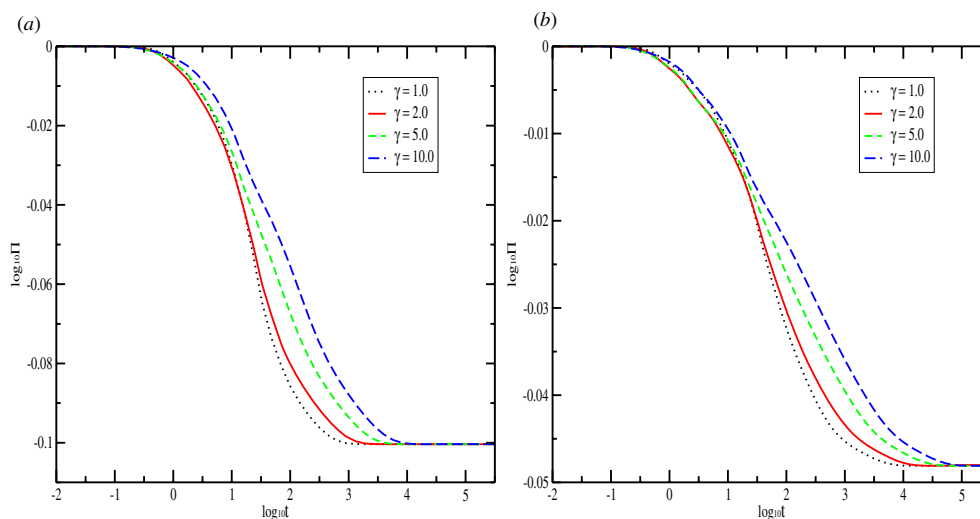 (a)
0
-0.02
-0.04
-0.06
-0.08
-0.1
log₁₀Π
-2 -1 0 1 2 3 4 5
log₁₀t
γ = 1.0
γ = 2.0
γ = 5.0
γ = 10.0
(b)
0
-0.01
-0.02
-0.03
-0.04
-0.05
log₁₀Π
-2 -1 0 1 2 3 4 5
log₁₀t
γ = 1.0
γ = 2.0
γ = 5.0
γ = 10.0